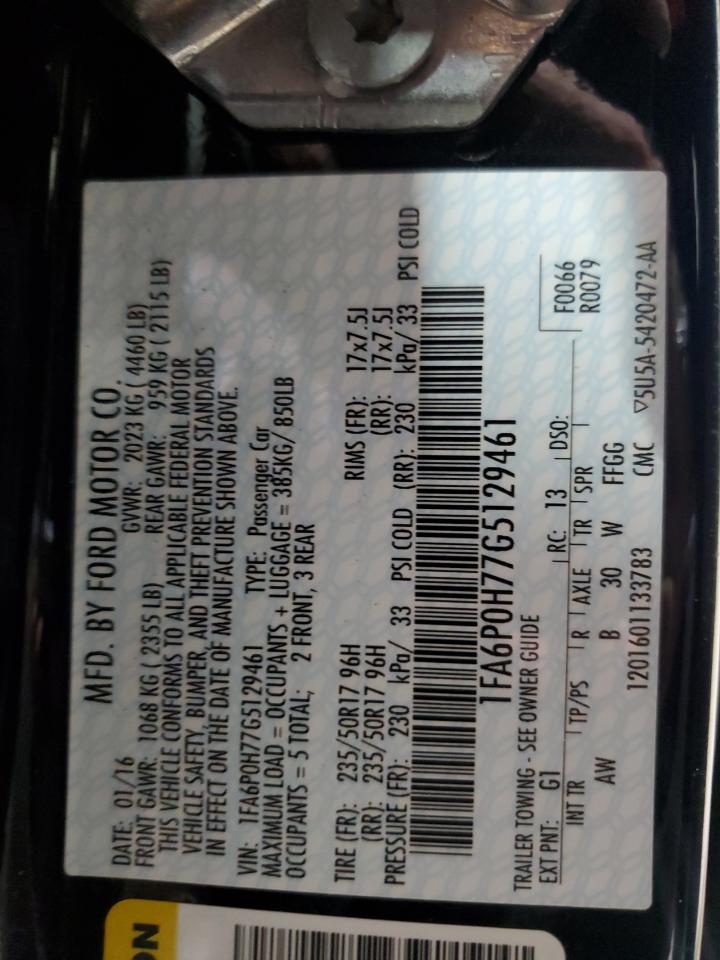 MFD. BY FORD MOTOR CO.
DATE: 01/16 GVWR: 2023 KG ( 4460 LB)
FRONT GAWR: 1068 KG ( 2355 LB) REAR GAWR: 959 KG ( 2115 LB)
THIS VEHICLE CONFORMS TO ALL APPLICABLE FEDERAL MOTOR
VEHICLE SAFETY, BUMPER, AND THEFT PREVENTION STANDARDS
IN EFFECT ON THE DATE OF MANUFACTURE SHOWN ABOVE.
VIN: 1FA6P0H77G5129461 TYPE: Passenger Car
MAXIMUM LOAD = OCCUPANTS + LUGGAGE = 385KG/ 850LB
OCCUPANTS = 5 TOTAL; 2 FRONT, 3 REAR
TIRE (FR): 235/50R17 96H RIMS (FR): 17x7.5J
(RR): 235/50R17 96H (RR): 17x7.5J
PRESSURE (FR): 230 kPa/ 33 PSI COLD (RR): 230 kPa/ 33 PSI COLD
1FA6P0H77G5129461
TRAILER TOWING - SEE OWNER GUIDE
F0066
EXT PNT: G1 RC: 13 DSO: R0079
INT TR TP/PS R AXLE TR SPR
AW B 30 W FFGG
1201601133783 CMC ▽5U5A-5420472-AA
ON